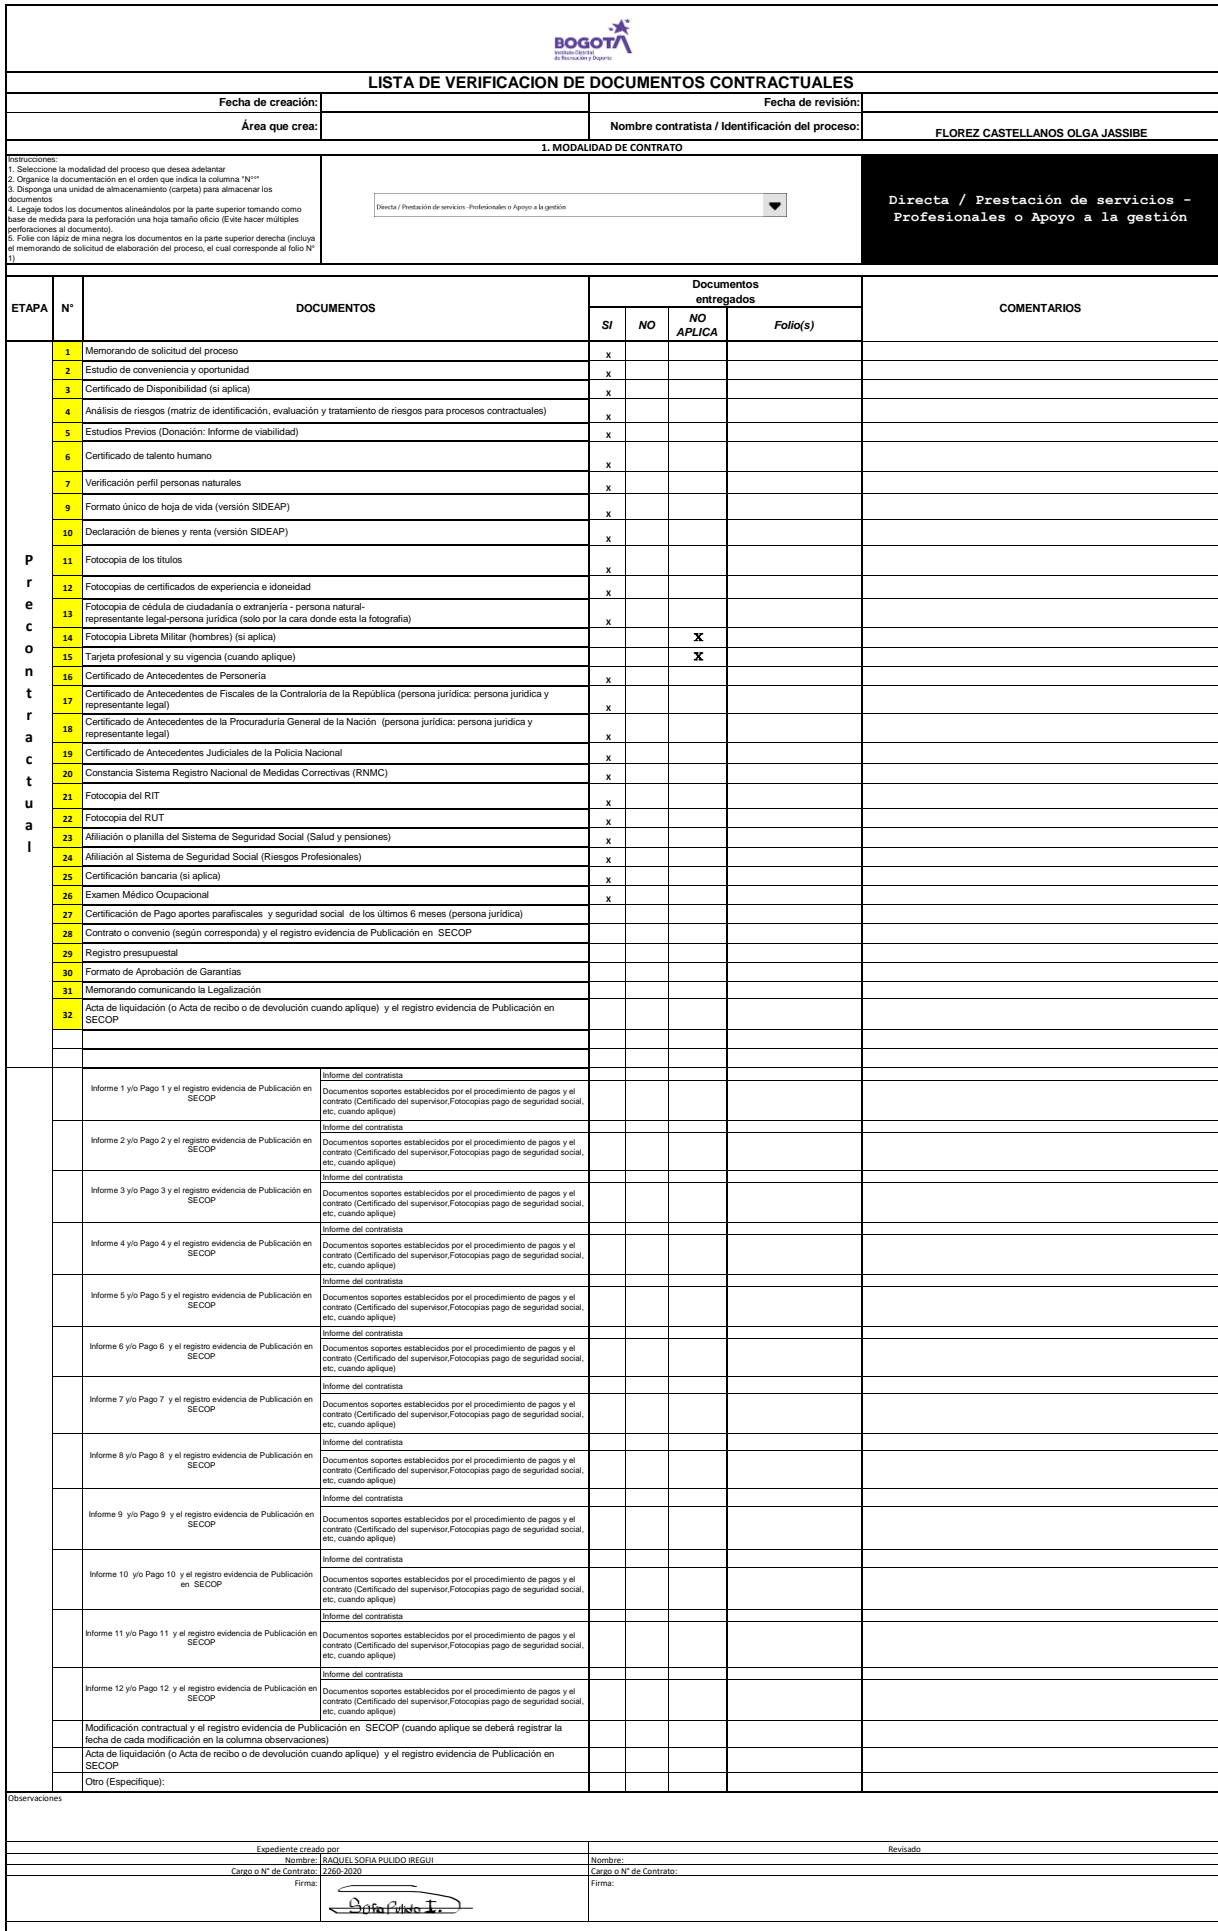 BOGOTÁ
Instituto Distrital
de Recreación y Deporte
LISTA DE VERIFICACION DE DOCUMENTOS CONTRACTUALES
Fecha de creación:
Fecha de revisión:
Área que crea:
Nombre contratista / Identificación del proceso:
FLOREZ CASTELLANOS OLGA JASSIBE
1. MODALIDAD DE CONTRATO
Instrucciones:
1. Seleccione la modalidad del proceso que desea adelantar
2. Organice la documentación en el orden que indica la columna "N°°"
3. Disponga una unidad de almacenamiento (carpeta) para almacenar los
documentos
4. Legaje todos los documentos alineándolos por la parte superior tomando como
base de medida para la perforación una hoja tamaño oficio (Evite hacer múltiples
perforaciones al documento).
5. Folie con lápiz de mina negra los documentos en la parte superior derecha (incluya
el memorando de solicitud de elaboración del proceso, el cual corresponde al folio N°
1)
Directa / Prestación de servicios -Profesionales o Apoyo a la gestión
Directa / Prestación de servicios -
Profesionales o Apoyo a la gestión
ETAPA
N°
DOCUMENTOS
Documentos
entregados
SI
NO
NO
APLICA
Folio(s)
COMENTARIOS
Precontractual
1 Memorando de solicitud del proceso x
2 Estudio de conveniencia y oportunidad x
3 Certificado de Disponibilidad (si aplica) x
4 Análisis de riesgos (matriz de identificación, evaluación y tratamiento de riesgos para procesos contractuales) x
5 Estudios Previos (Donación: Informe de viabilidad) x
6 Certificado de talento humano x
7 Verificación perfil personas naturales x
9 Formato único de hoja de vida (versión SIDEAP) x
10 Declaración de bienes y renta (versión SIDEAP) x
11 Fotocopia de los títulos x
12 Fotocopias de certificados de experiencia e idoneidad x
13 Fotocopia de cédula de ciudadanía o extranjería - persona natural-
representante legal-persona jurídica (solo por la cara donde esta la fotografia) x
14 Fotocopia Libreta Militar (hombres) (si aplica) X
15 Tarjeta profesional y su vigencia (cuando aplique) X
16 Certificado de Antecedentes de Personería x
17 Certificado de Antecedentes de Fiscales de la Contraloría de la República (persona jurídica: persona juridica y
representante legal) x
18 Certificado de Antecedentes de la Procuraduría General de la Nación (persona jurídica: persona juridica y
representante legal) x
19 Certificado de Antecedentes Judiciales de la Policia Nacional x
20 Constancia Sistema Registro Nacional de Medidas Correctivas (RNMC) x
21 Fotocopia del RIT x
22 Fotocopia del RUT x
23 Afiliación o planilla del Sistema de Seguridad Social (Salud y pensiones) x
24 Afiliación al Sistema de Seguridad Social (Riesgos Profesionales) x
25 Certificación bancaria (si aplica) x
26 Examen Médico Ocupacional x
27 Certificación de Pago aportes parafiscales y seguridad social de los últimos 6 meses (persona jurídica)
28 Contrato o convenio (según corresponda) y el registro evidencia de Publicación en SECOP
29 Registro presupuestal
30 Formato de Aprobación de Garantías
31 Memorando comunicando la Legalización
32 Acta de liquidación (o Acta de recibo o de devolución cuando aplique) y el registro evidencia de Publicación en
SECOP
Informe 1 y/o Pago 1 y el registro evidencia de Publicación en
SECOP
Informe del contratista
Documentos soportes establecidos por el procedimiento de pagos y el
contrato (Certificado del supervisor,Fotocopias pago de seguridad social,
etc, cuando aplique)
Informe 2 y/o Pago 2 y el registro evidencia de Publicación en
SECOP
Informe del contratista
Documentos soportes establecidos por el procedimiento de pagos y el
contrato (Certificado del supervisor,Fotocopias pago de seguridad social,
etc, cuando aplique)
Informe 3 y/o Pago 3 y el registro evidencia de Publicación en
SECOP
Informe del contratista
Documentos soportes establecidos por el procedimiento de pagos y el
contrato (Certificado del supervisor,Fotocopias pago de seguridad social,
etc, cuando aplique)
Informe 4 y/o Pago 4 y el registro evidencia de Publicación en
SECOP
Informe del contratista
Documentos soportes establecidos por el procedimiento de pagos y el
contrato (Certificado del supervisor,Fotocopias pago de seguridad social,
etc, cuando aplique)
Informe 5 y/o Pago 5 y el registro evidencia de Publicación en
SECOP
Informe del contratista
Documentos soportes establecidos por el procedimiento de pagos y el
contrato (Certificado del supervisor,Fotocopias pago de seguridad social,
etc, cuando aplique)
Informe 6 y/o Pago 6 y el registro evidencia de Publicación en
SECOP
Informe del contratista
Documentos soportes establecidos por el procedimiento de pagos y el
contrato (Certificado del supervisor,Fotocopias pago de seguridad social,
etc, cuando aplique)
Informe 7 y/o Pago 7 y el registro evidencia de Publicación en
SECOP
Informe del contratista
Documentos soportes establecidos por el procedimiento de pagos y el
contrato (Certificado del supervisor,Fotocopias pago de seguridad social,
etc, cuando aplique)
Informe 8 y/o Pago 8 y el registro evidencia de Publicación en
SECOP
Informe del contratista
Documentos soportes establecidos por el procedimiento de pagos y el
contrato (Certificado del supervisor,Fotocopias pago de seguridad social,
etc, cuando aplique)
Informe 9 y/o Pago 9 y el registro evidencia de Publicación en
SECOP
Informe del contratista
Documentos soportes establecidos por el procedimiento de pagos y el
contrato (Certificado del supervisor,Fotocopias pago de seguridad social,
etc, cuando aplique)
Informe 10 y/o Pago 10 y el registro evidencia de Publicación
en SECOP
Informe del contratista
Documentos soportes establecidos por el procedimiento de pagos y el
contrato (Certificado del supervisor,Fotocopias pago de seguridad social,
etc, cuando aplique)
Informe 11 y/o Pago 11 y el registro evidencia de Publicación en
SECOP
Informe del contratista
Documentos soportes establecidos por el procedimiento de pagos y el
contrato (Certificado del supervisor,Fotocopias pago de seguridad social,
etc, cuando aplique)
Informe 12 y/o Pago 12 y el registro evidencia de Publicación en
SECOP
Informe del contratista
Documentos soportes establecidos por el procedimiento de pagos y el
contrato (Certificado del supervisor,Fotocopias pago de seguridad social,
etc, cuando aplique)
Modificación contractual y el registro evidencia de Publicación en SECOP (cuando aplique se deberá registrar la
fecha de cada modificación en la columna observaciones)
Acta de liquidación (o Acta de recibo o de devolución cuando aplique) y el registro evidencia de Publicación en
SECOP
Otro (Especifique):
Observaciones
Expediente creado por
Revisado
Nombre: RAQUEL SOFIA PULIDO IREGUI
Nombre:
Cargo o N° de Contrato: 2260-2020
Cargo o N° de Contrato:
Firma: Sofia Pulido I.
Firma: